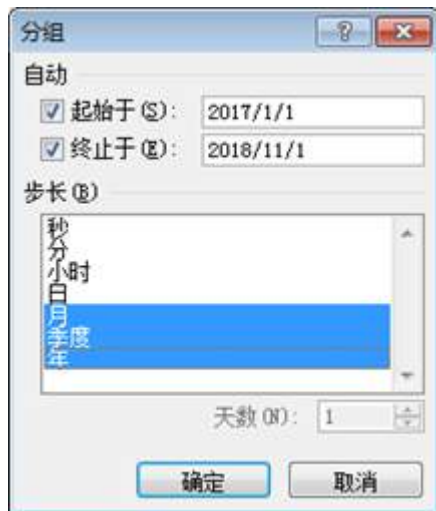 分组
自动
起始于(S): 2017/1/1
终止于(E): 2018/11/1
步长(B)
秒
分
小时
日
月
季度
年
天数(N): 1
确定 取消